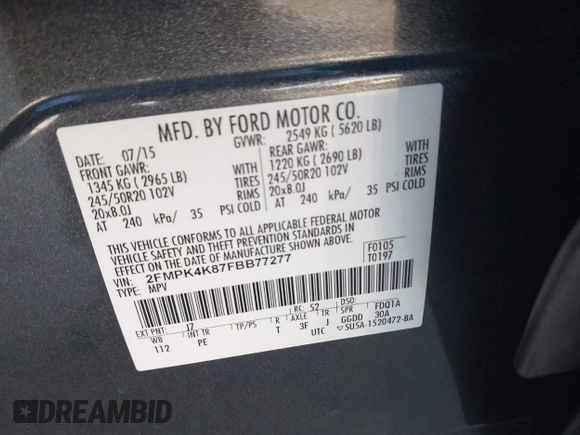 MFD. BY FORD MOTOR CO.
DATE: 07/15 GVWR: 2549 KG ( 5620 LB)
FRONT GAWR: REAR GAWR:
1345 KG ( 2965 LB) 1220 KG ( 2690 LB)
245/50R20 102V TIRES 245/50R20 102V TIRES
20x8.0J RIMS 20x8.0J RIMS
AT 240 kPa/ 35 PSI COLD AT 240 kPa/ 35 PSI COLD
THIS VEHICLE CONFORMS TO ALL APPLICABLE FEDERAL MOTOR
VEHICLE SAFETY AND THEFT PREVENTION STANDARDS IN
EFFECT ON THE DATE OF MANUFACTURE SHOWN ABOVE.
VIN: 2FMPK4K87FBB77277 F0105
TYPE: MPV T0197
EXT PNT: J7 RC: 52 DSO: FDQ1A
WB INT TR TP/PS R AXLE TR SPR 30A
112 PE T 3F J GGDD
UTC ▽5U5A-1520472-BA
DREAMBID